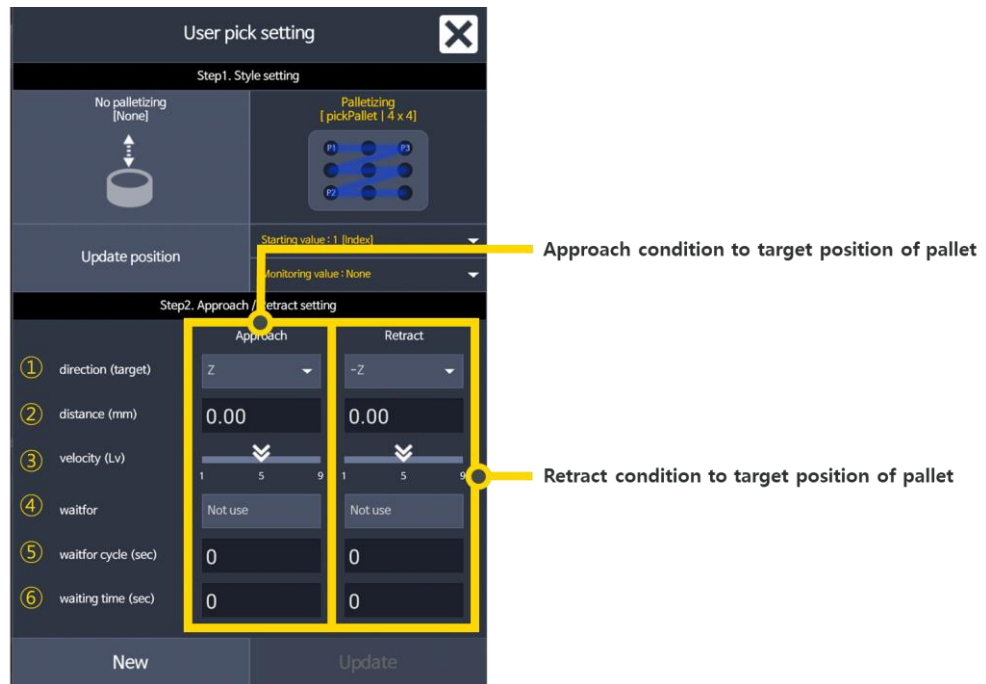 User pick setting
Step1. Style setting
No palletizing
[None]
Palletizing
[ pickPallet | 4 x 4]
P1
P3
P2
Update position
Starting value : 1 [Index]
Monitoring value : None
Approach condition to target position of pallet
Step2. Approach / Retract setting
Approach Retract
① direction (target) Z -Z
② distance (mm) 0.00 0.00
③ velocity (Lv)
1 5 9 1 5 9
Retract condition to target position of pallet
④ waitfor Not use Not use
⑤ waitfor cycle (sec) 0 0
⑥ waiting time (sec) 0 0
New Update